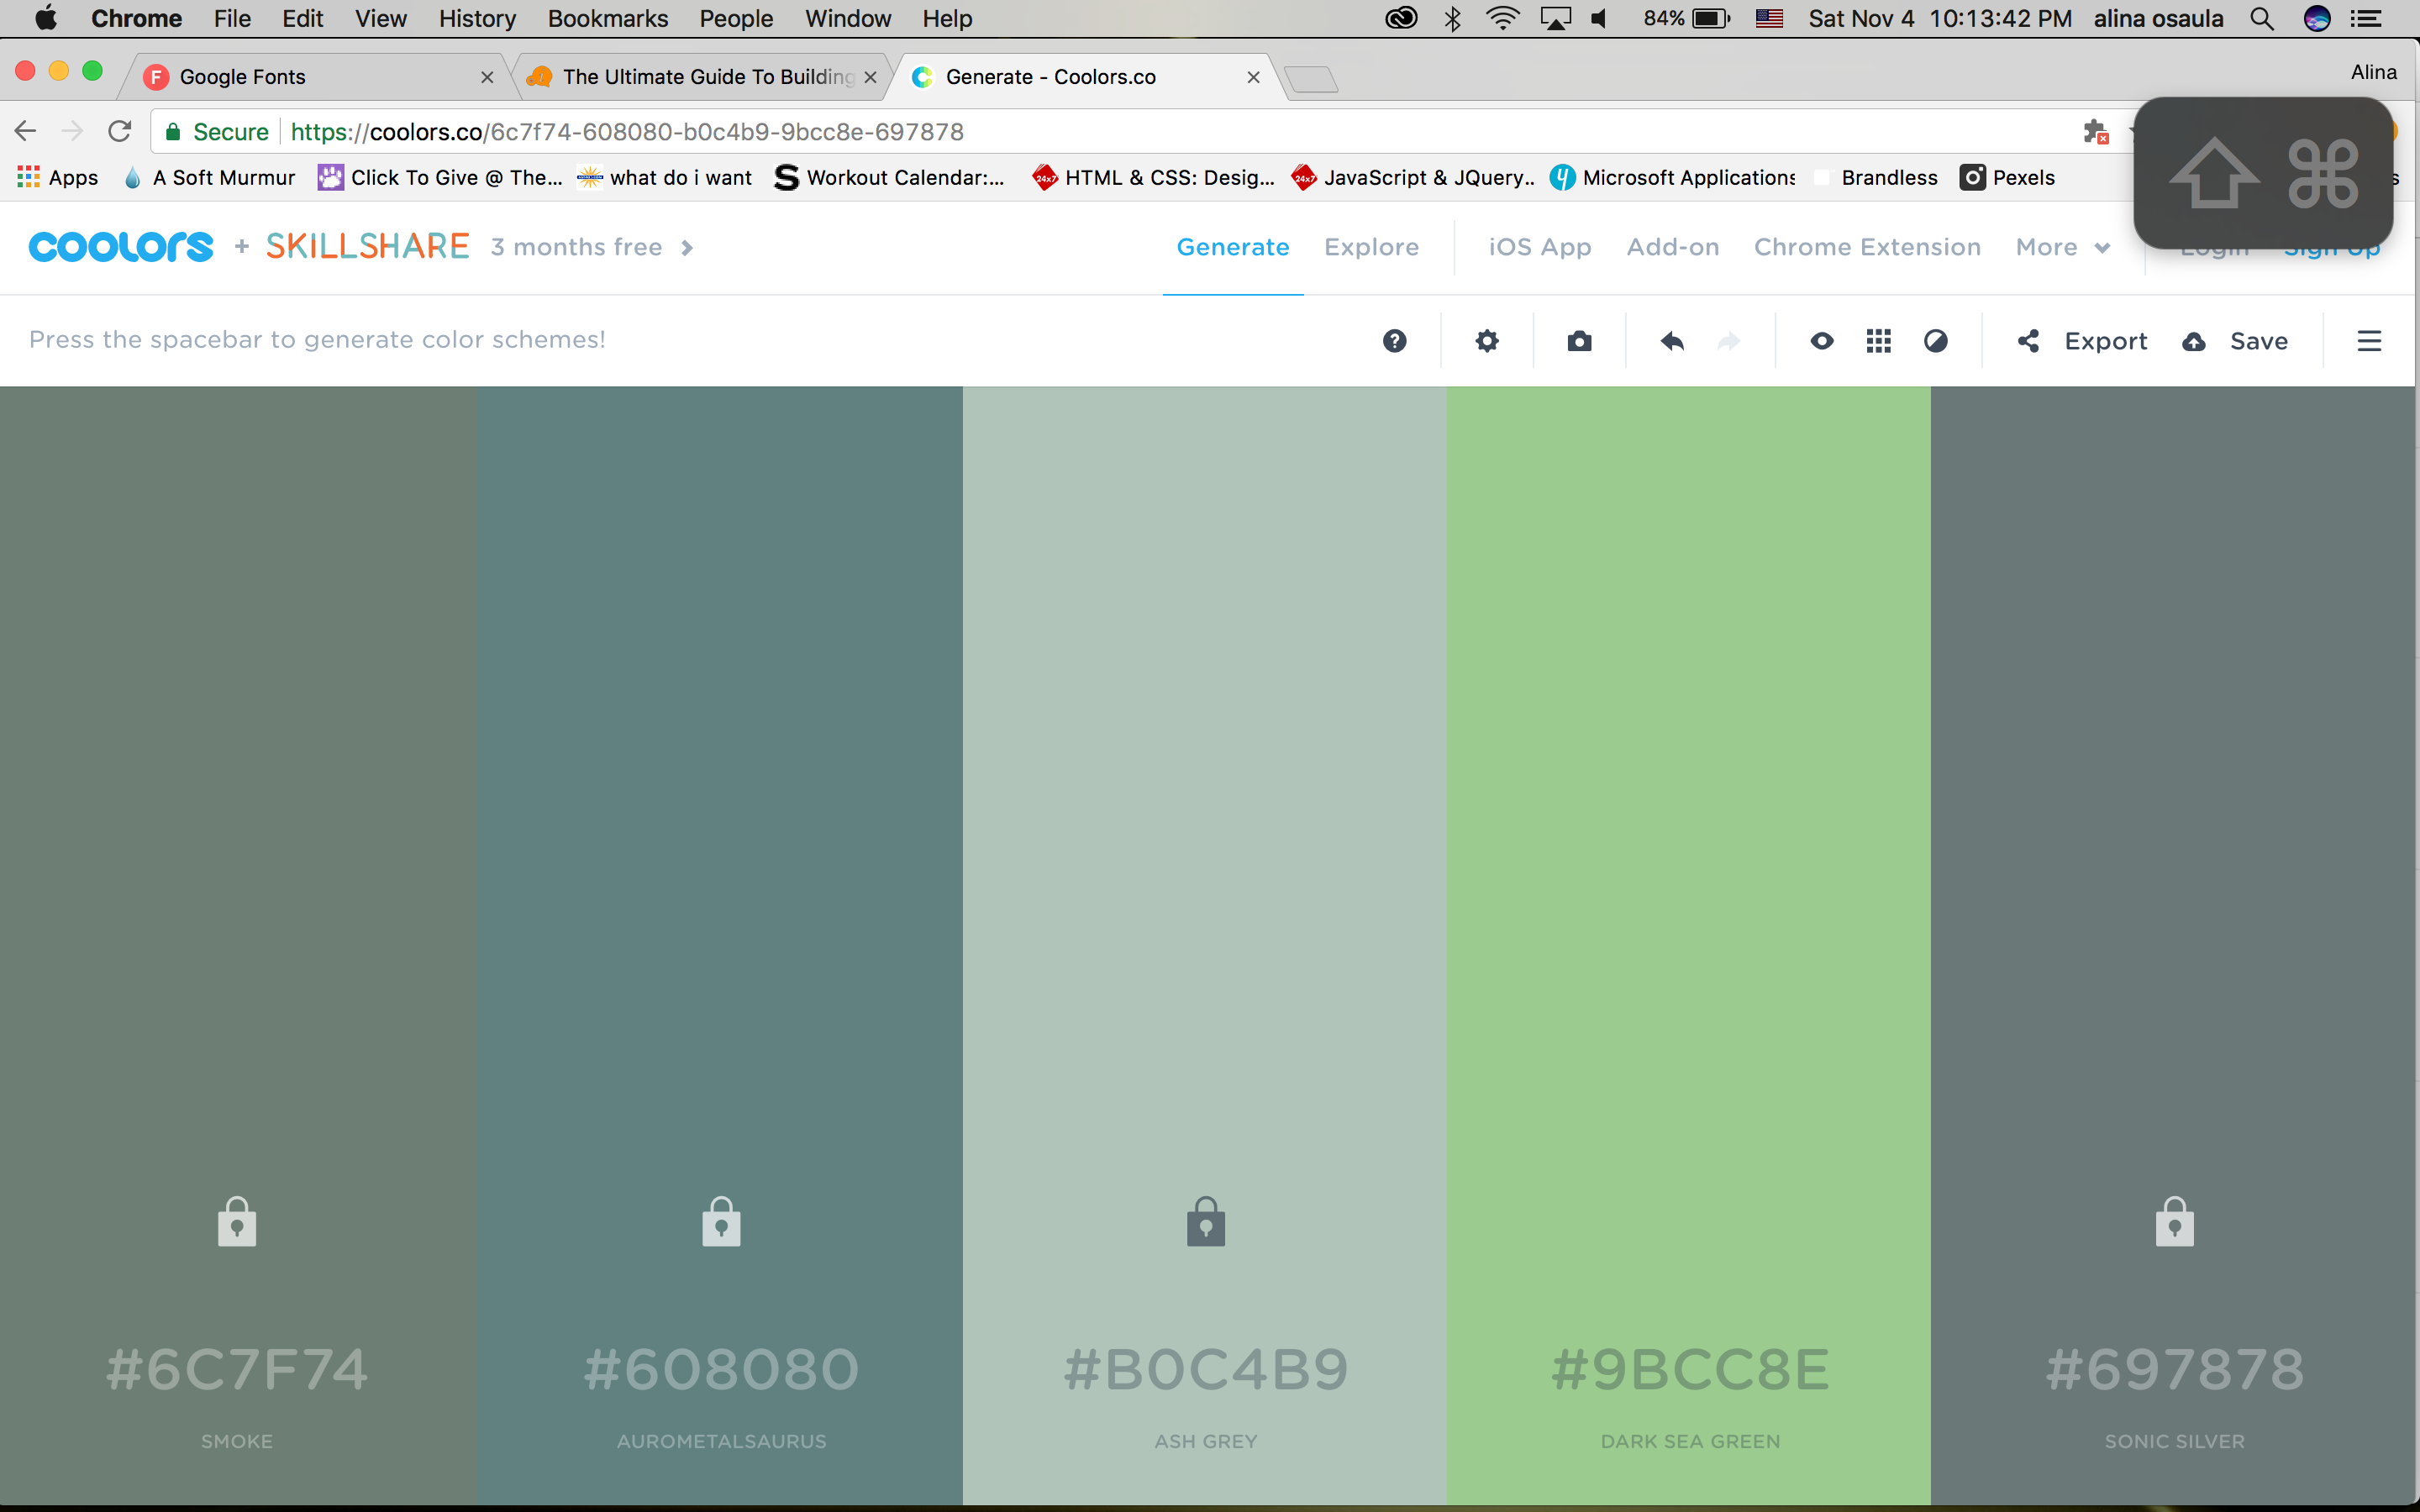 Chrome File Edit View History Bookmarks People Window Help 84% Sat Nov 4 10:13:42 PM alina osaula
Google Fonts The Ultimate Guide To Building Generate - Coolors.co Alina
Secure https://coolors.co/6c7f74-608080-b0c4b9-9bcc8e-697878
Apps A Soft Murmur Click To Give @ The... what do i want Workout Calendar:... HTML & CSS: Desig... JavaScript & JQuery.. Microsoft Applications Brandless Pexels
coolors + SKILLSHARE 3 months free Generate Explore iOS App Add-on Chrome Extension More Login Sign Up
Press the spacebar to generate color schemes! Export Save
#6C7F74 #608080 #B0C4B9 #9BCC8E #697878
SMOKE AUROMETALSAURUS ASH GREY DARK SEA GREEN SONIC SILVER